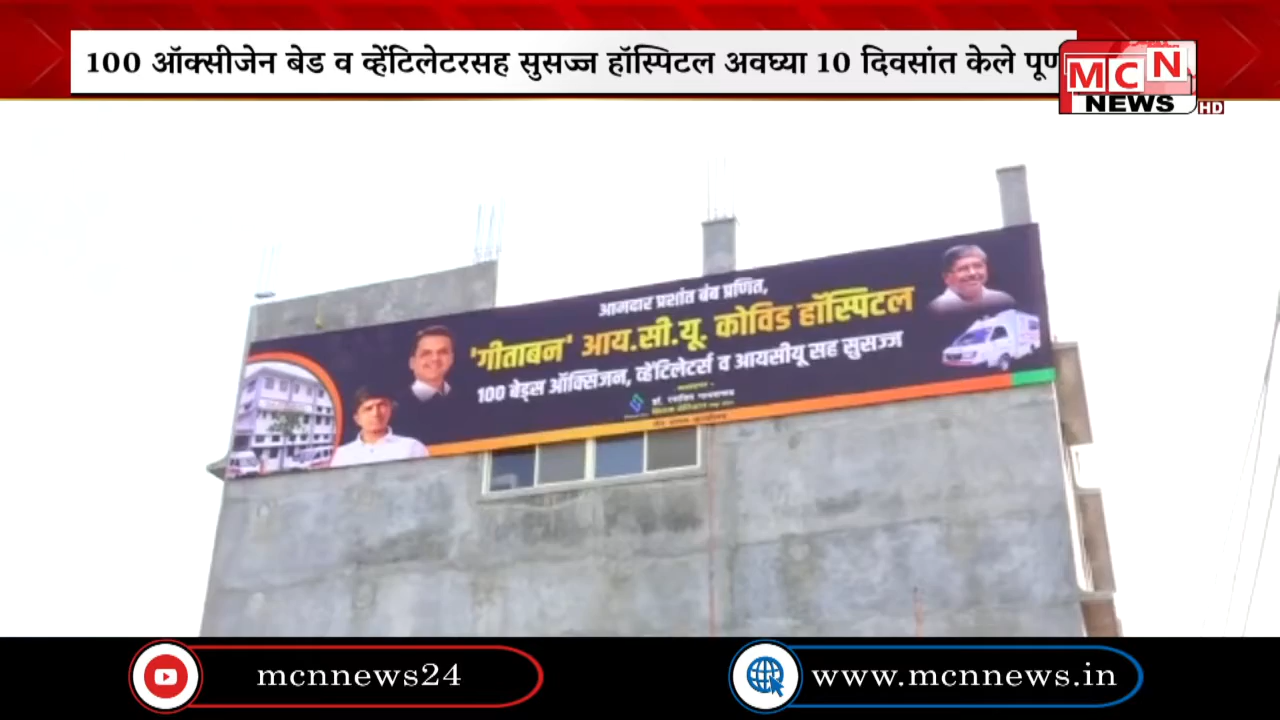 100 ऑक्सीजेन बेड व व्हेंटिलेटरसह सुसज्ज हॉस्पिटल अवघ्या 10 दिवसांत केले पूर्ण
MCN
NEWS
HD
आमदार प्रशांत बंब प्रणित,
'गीताबन' आय.सी.यू. कोविड हॉस्पिटल
100 बेड्स ऑक्सिजन, व्हेंटिलेटर्स व आयसीयू सह सुसज्ज
mcnnews24
www.mcnnews.in